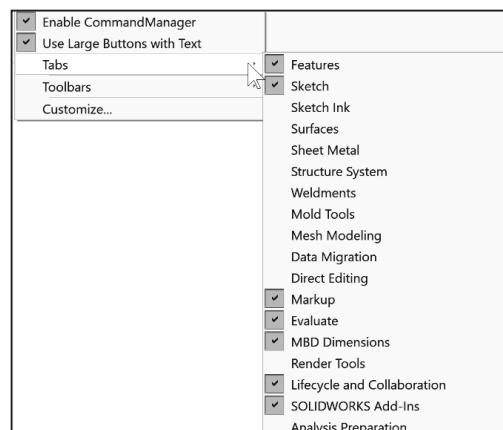 Enable CommandManager
Use Large Buttons with Text
Tabs
Toolbars
Customize...
Features
Sketch
Sketch Ink
Surfaces
Sheet Metal
Structure System
Weldments
Mold Tools
Mesh Modeling
Data Migration
Direct Editing
Markup
Evaluate
MBD Dimensions
Render Tools
Lifecycle and Collaboration
SOLIDWORKS Add-Ins
Analysis Preparation